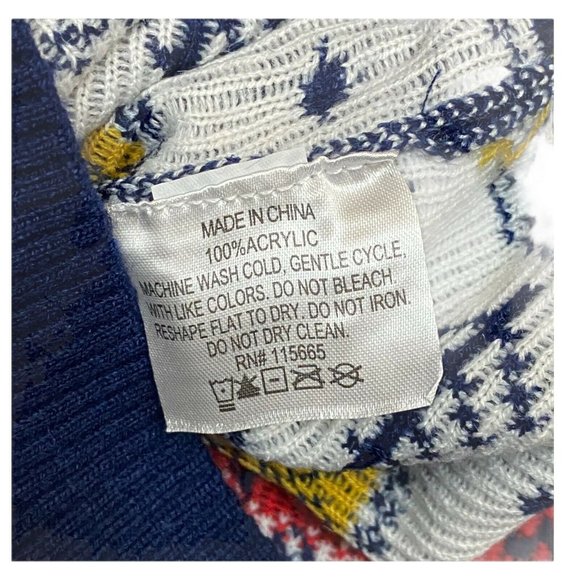 MADE IN CHINA
100%ACRYLIC
MACHINE WASH COLD, GENTLE CYCLE,
WITH LIKE COLORS. DO NOT BLEACH.
RESHAPE FLAT TO DRY. DO NOT IRON.
DO NOT DRY CLEAN.
RN# 115665